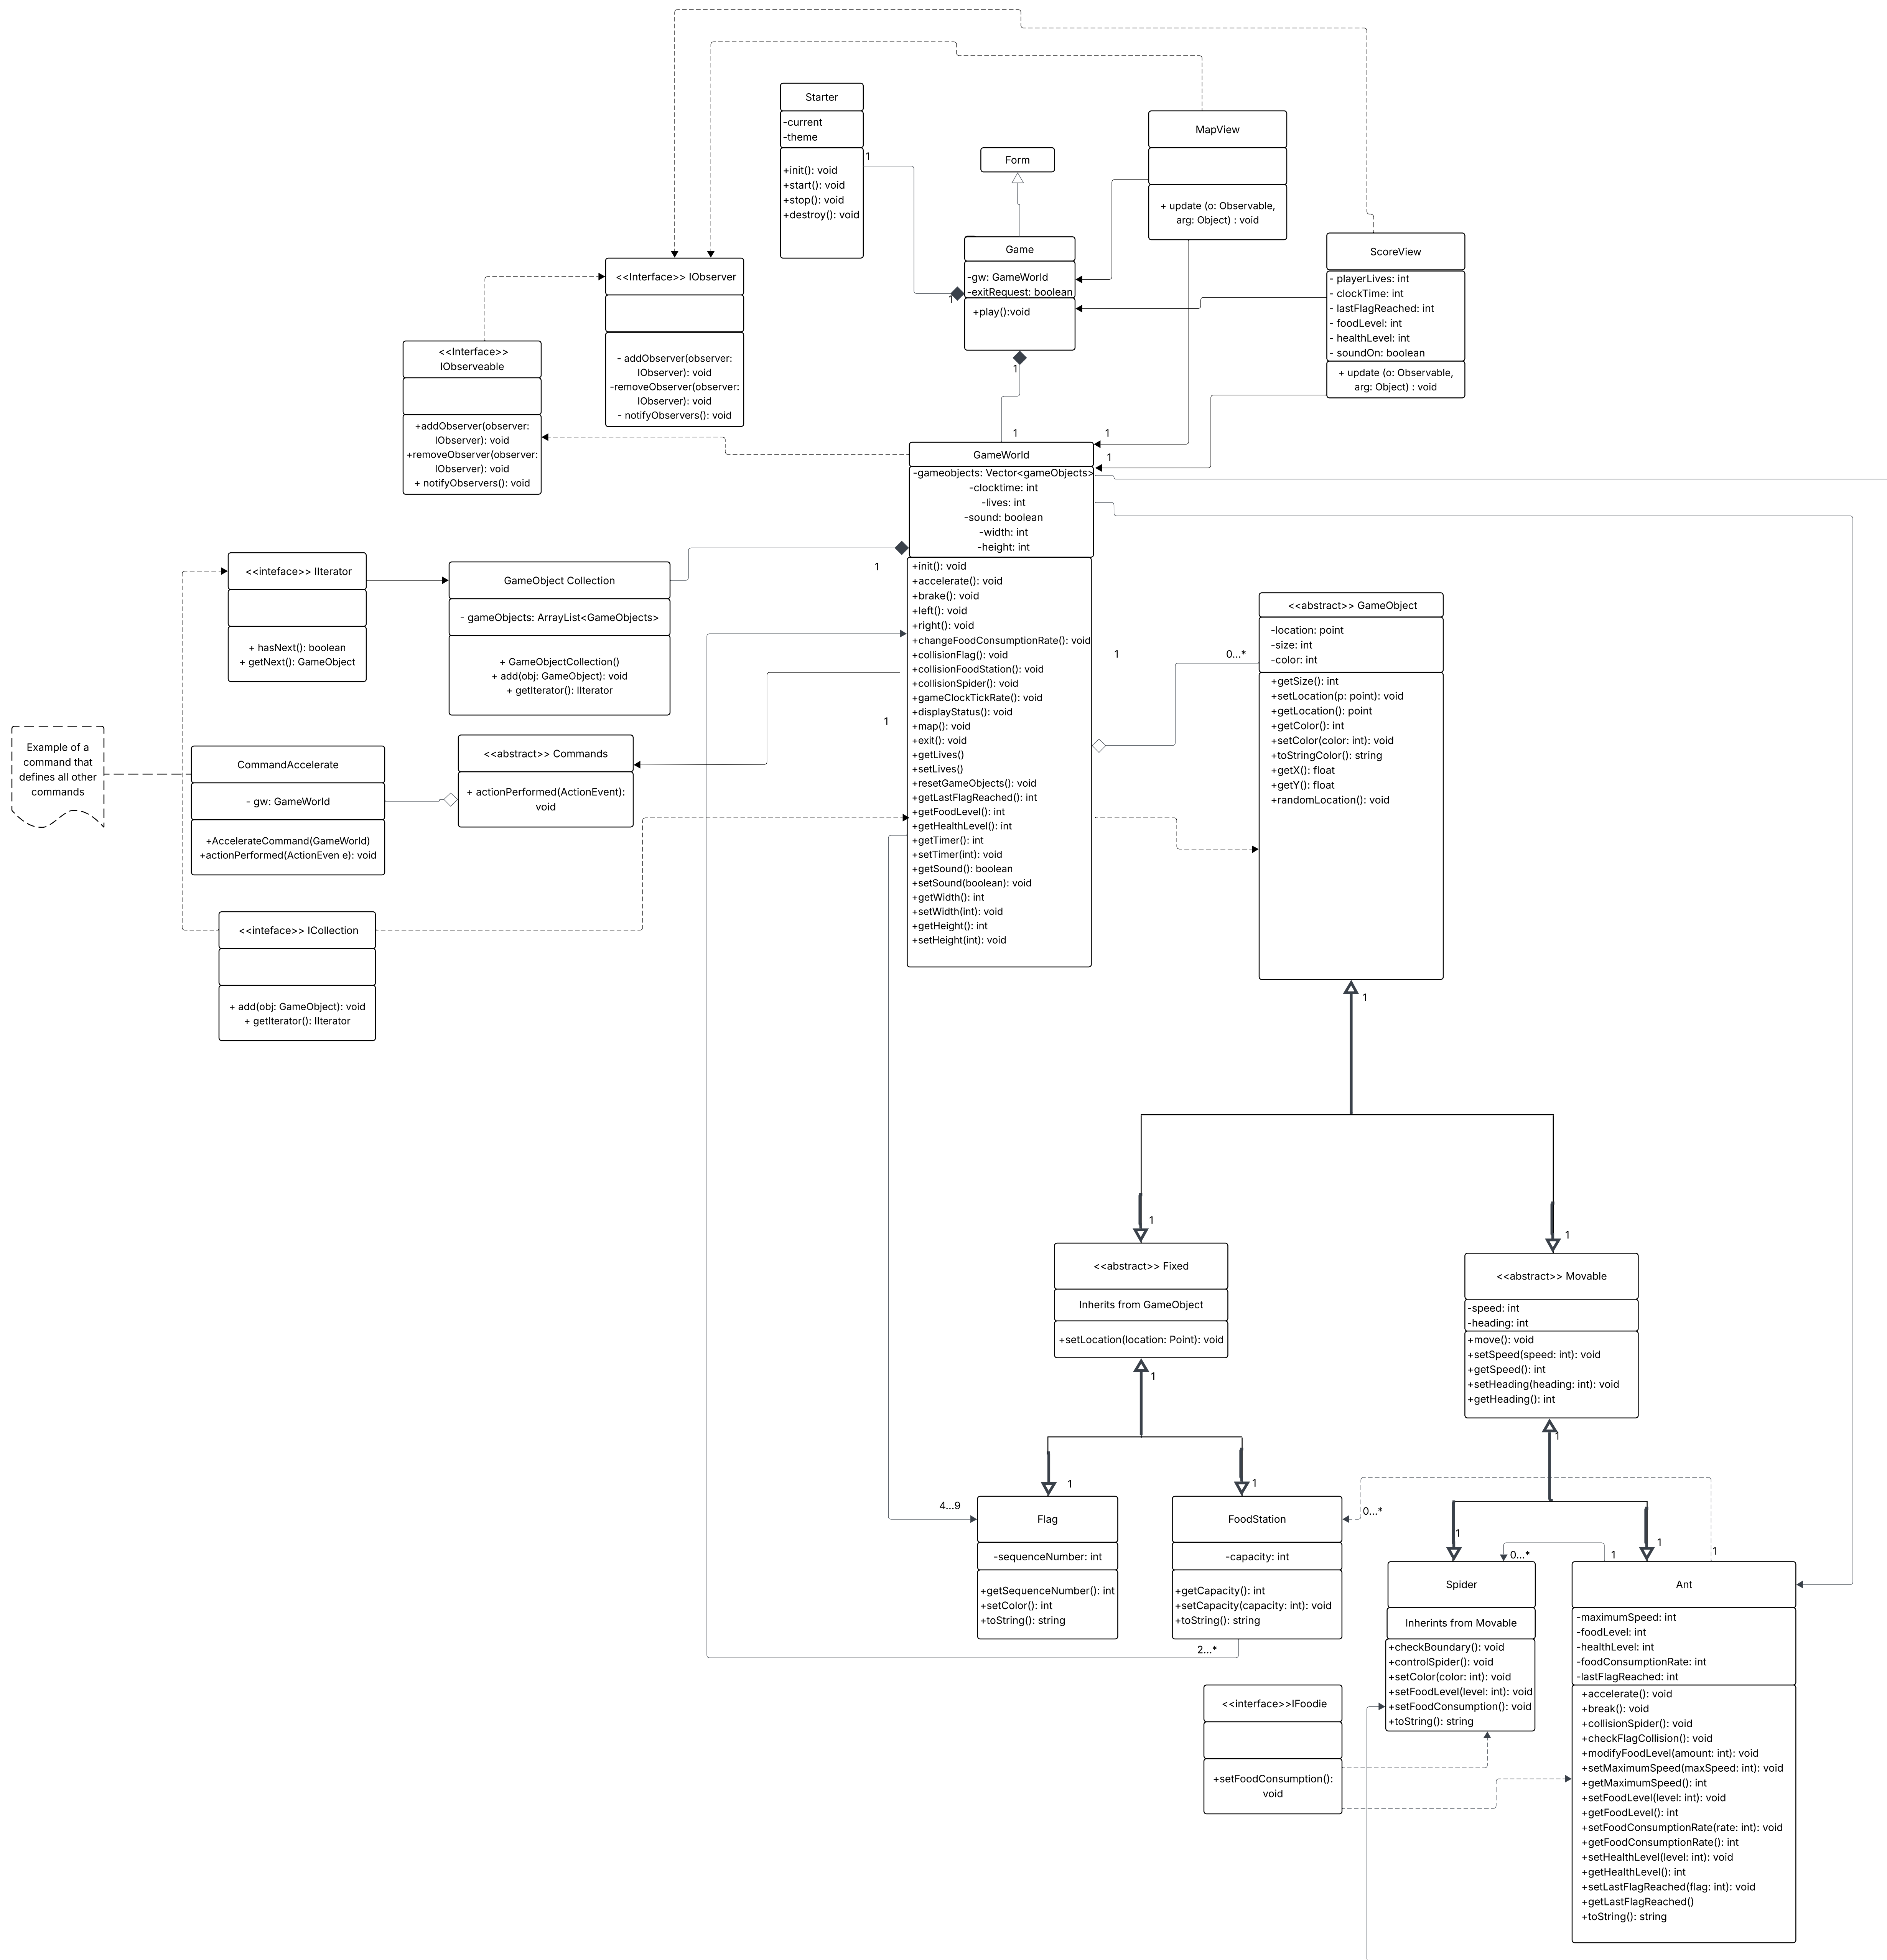 Starter
-current
-theme
+init(): void
+start(): void
+stop(): void
+destroy(): void
1
Form
MapView
+ update (o: Observable,
arg: Object) : void
ScoreView
- playerLives: int
- clockTime: int
- lastFlagReached: int
- foodLevel: int
- healthLevel: int
- soundOn: boolean
+ update (o: Observable,
arg: Object) : void
Game
-gw: GameWorld
-exitRequest: boolean
+play():void
1
1
<<Interface>> IObserver
- addObserver(observer:
IObserver): void
-removeObserver(observer:
IObserver): void
- notifyObservers(): void
<<Interface>>
IObserveable
+addObserver(observer:
IObserver): void
+removeObserver(observer:
IObserver): void
+ notifyObservers(): void
1
1
1
GameWorld
-gameobjects: Vector<gameObjects>
-clocktime: int
-lives: int
-sound: boolean
-width: int
-height: int
+init(): void
+accelerate(): void
+brake(): void
+left(): void
+right(): void
+changeFoodConsumptionRate(): void
+collisionFlag(): void
+collisionFoodStation(): void
+collisionSpider(): void
+gameClockTickRate(): void
+displayStatus(): void
+map(): void
+exit(): void
+getLives()
+setLives()
+resetGameObjects(): void
+getLastFlagReached(): int
+getFoodLevel(): int
+getHealthLevel(): int
+getTimer(): int
+setTimer(int): void
+getSound(): boolean
+setSound(boolean): void
+getWidth(): int
+setWidth(int): void
+getHeight(): int
+setHeight(int): void
1
1
1
0...*
<<inteface>> IIterator
+ hasNext(): boolean
+ getNext(): GameObject
GameObject Collection
- gameObjects: ArrayList<GameObjects>
+ GameObjectCollection()
+ add(obj: GameObject): void
+ getIterator(): IIterator
<<abstract>> GameObject
-location: point
-size: int
-color: int
+getSize(): int
+setLocation(p: point): void
+getLocation(): point
+getColor(): int
+setColor(color: int): void
+toStringColor(): string
+getX(): float
+getY(): float
+randomLocation(): void
1
Example of a
command that
defines all other
commands
CommandAccelerate
- gw: GameWorld
+AccelerateCommand(GameWorld)
+actionPerformed(ActionEven e): void
<<abstract>> Commands
+ actionPerformed(ActionEvent):
void
<<inteface>> ICollection
+ add(obj: GameObject): void
+ getIterator(): IIterator
1
<<abstract>> Fixed
Inherits from GameObject
+setLocation(location: Point): void
1
1
<<abstract>> Movable
-speed: int
-heading: int
+move(): void
+setSpeed(speed: int): void
+getSpeed(): int
+setHeading(heading: int): void
+getHeading(): int
1
4...9
1
Flag
-sequenceNumber: int
+getSequenceNumber(): int
+setColor(): int
+toString(): string
1
FoodStation
-capacity: int
+getCapacity(): int
+setCapacity(capacity: int): void
+toString(): string
0...*
2...*
1
0...*
Spider
Inherints from Movable
+checkBoundary(): void
+controlSpider(): void
+setColor(color: int): void
+setFoodLevel(level: int): void
+setFoodConsumption(): void
+toString(): string
1
1
1
Ant
-maximumSpeed: int
-foodLevel: int
-healthLevel: int
-foodConsumptionRate: int
-lastFlagReached: int
+accelerate(): void
+break(): void
+collisionSpider(): void
+checkFlagCollision(): void
+modifyFoodLevel(amount: int): void
+setMaximumSpeed(maxSpeed: int): void
+getMaximumSpeed(): int
+setFoodLevel(level: int): void
+getFoodLevel(): int
+setFoodConsumptionRate(rate: int): void
+getFoodConsumptionRate(): int
+setHealthLevel(level: int): void
+getHealthLevel(): int
+setLastFlagReached(flag: int): void
+getLastFlagReached()
+toString(): string
<<interface>>IFoodie
+setFoodConsumption():
void